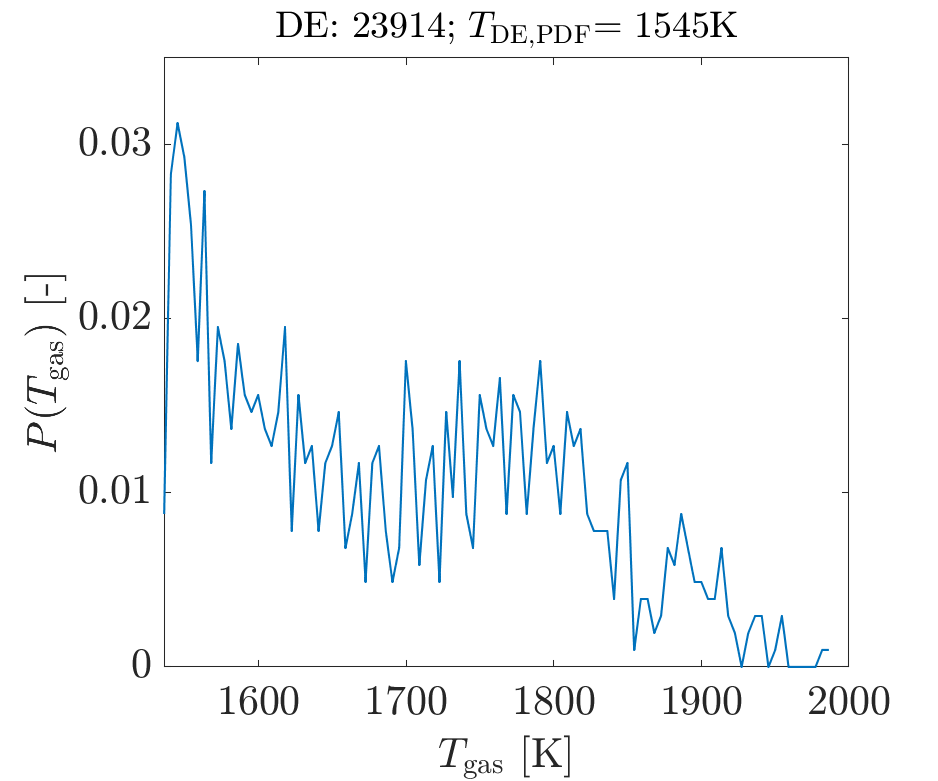 DE: 23914; T_DE,PDF= 1545K
P(T_gas) [-]
0.03
0.02
0.01
0
1600 1700 1800 1900 2000
T_gas [K]